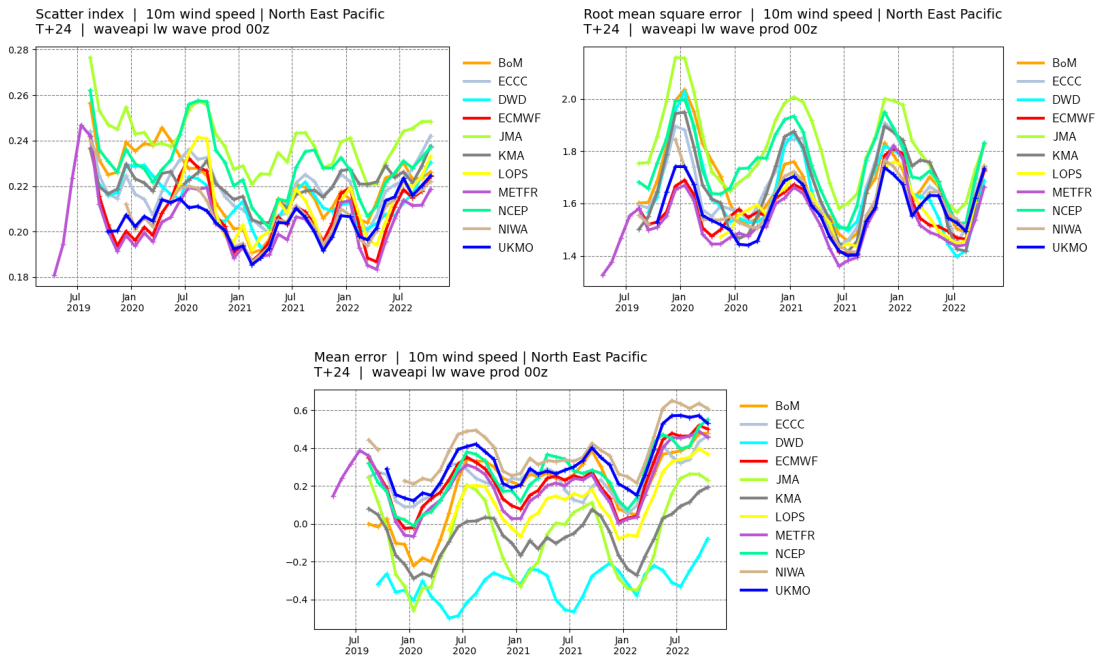 Scatter index | 10m wind speed | North East Pacific
T+24 | waveapi lw wave prod 00z
0.28
0.26
0.24
0.22
0.20
0.18
Jul
2019
Jan
2020
Jul
2020
Jan
2021
Jul
2021
Jan
2022
Jul
2022
BoM
ECCC
DWD
ECMWF
JMA
KMA
LOPS
METFR
NCEP
NIWA
UKMO
Root mean square error | 10m wind speed | North East Pacific
T+24 | waveapi lw wave prod 00z
2.0
1.8
1.6
1.4
Jul
2019
Jan
2020
Jul
2020
Jan
2021
Jul
2021
Jan
2022
Jul
2022
BoM
ECCC
DWD
ECMWF
JMA
KMA
LOPS
METFR
NCEP
NIWA
UKMO
Mean error | 10m wind speed | North East Pacific
T+24 | waveapi lw wave prod 00z
0.6
0.4
0.2
0.0
−0.2
−0.4
Jul
2019
Jan
2020
Jul
2020
Jan
2021
Jul
2021
Jan
2022
Jul
2022
BoM
ECCC
DWD
ECMWF
JMA
KMA
LOPS
METFR
NCEP
NIWA
UKMO